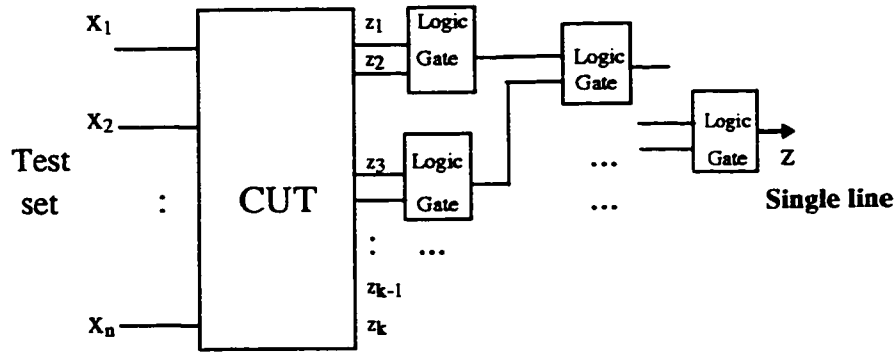 X1
X2
:
Xn
Test
set
CUT
z1
z2
z3
:
zk-1
zk
Logic
Gate
Logic
Gate
...
Logic
Gate
...
...
Logic
Gate
Z
Single line